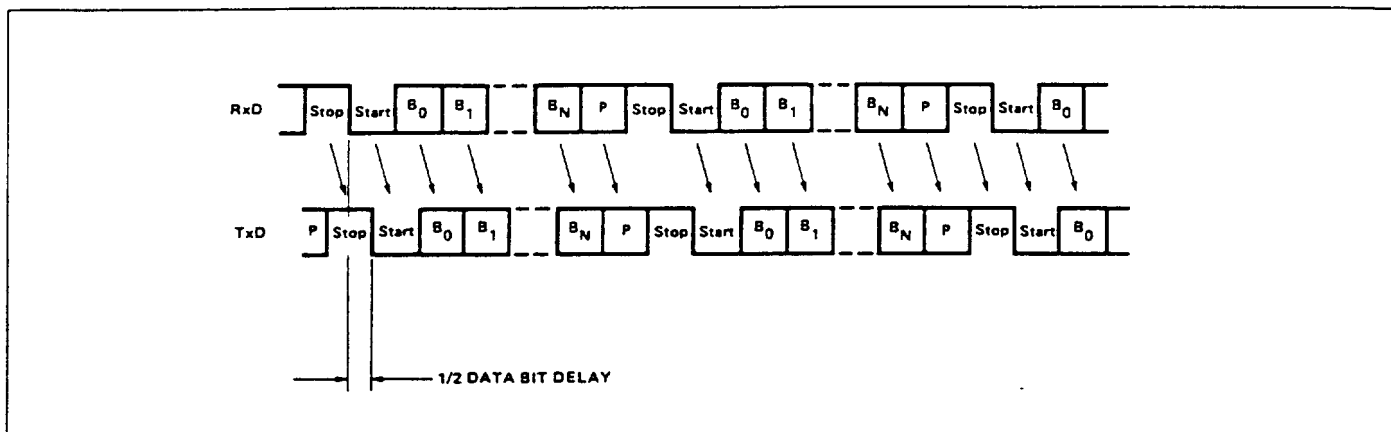 RxD Stop Start B0 B1 BN P Stop Start B0 B1 BN P Stop Start B0
TxD P Stop Start B0 B1 BN P Stop Start B0 B1 BN P Stop Start B0
1/2 DATA BIT DELAY